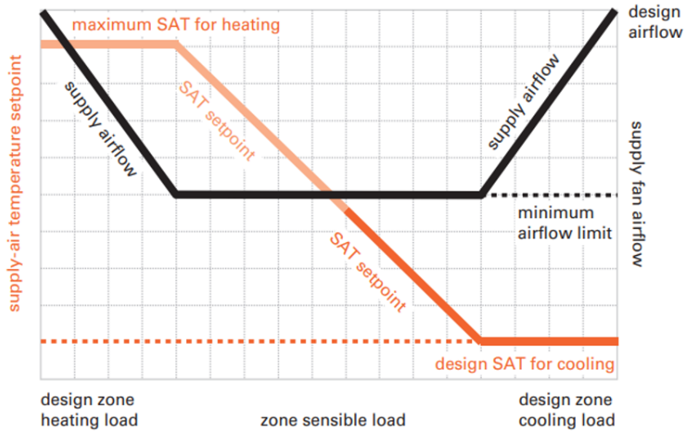 maximum SAT for heating
design
airflow
supply airflow
SAT setpoint
supply airflow
supply-air temperature setpoint
supply fan airflow
minimum
airflow limit
SAT setpoint
design SAT for cooling
design zone
heating load
zone sensible load
design zone
cooling load